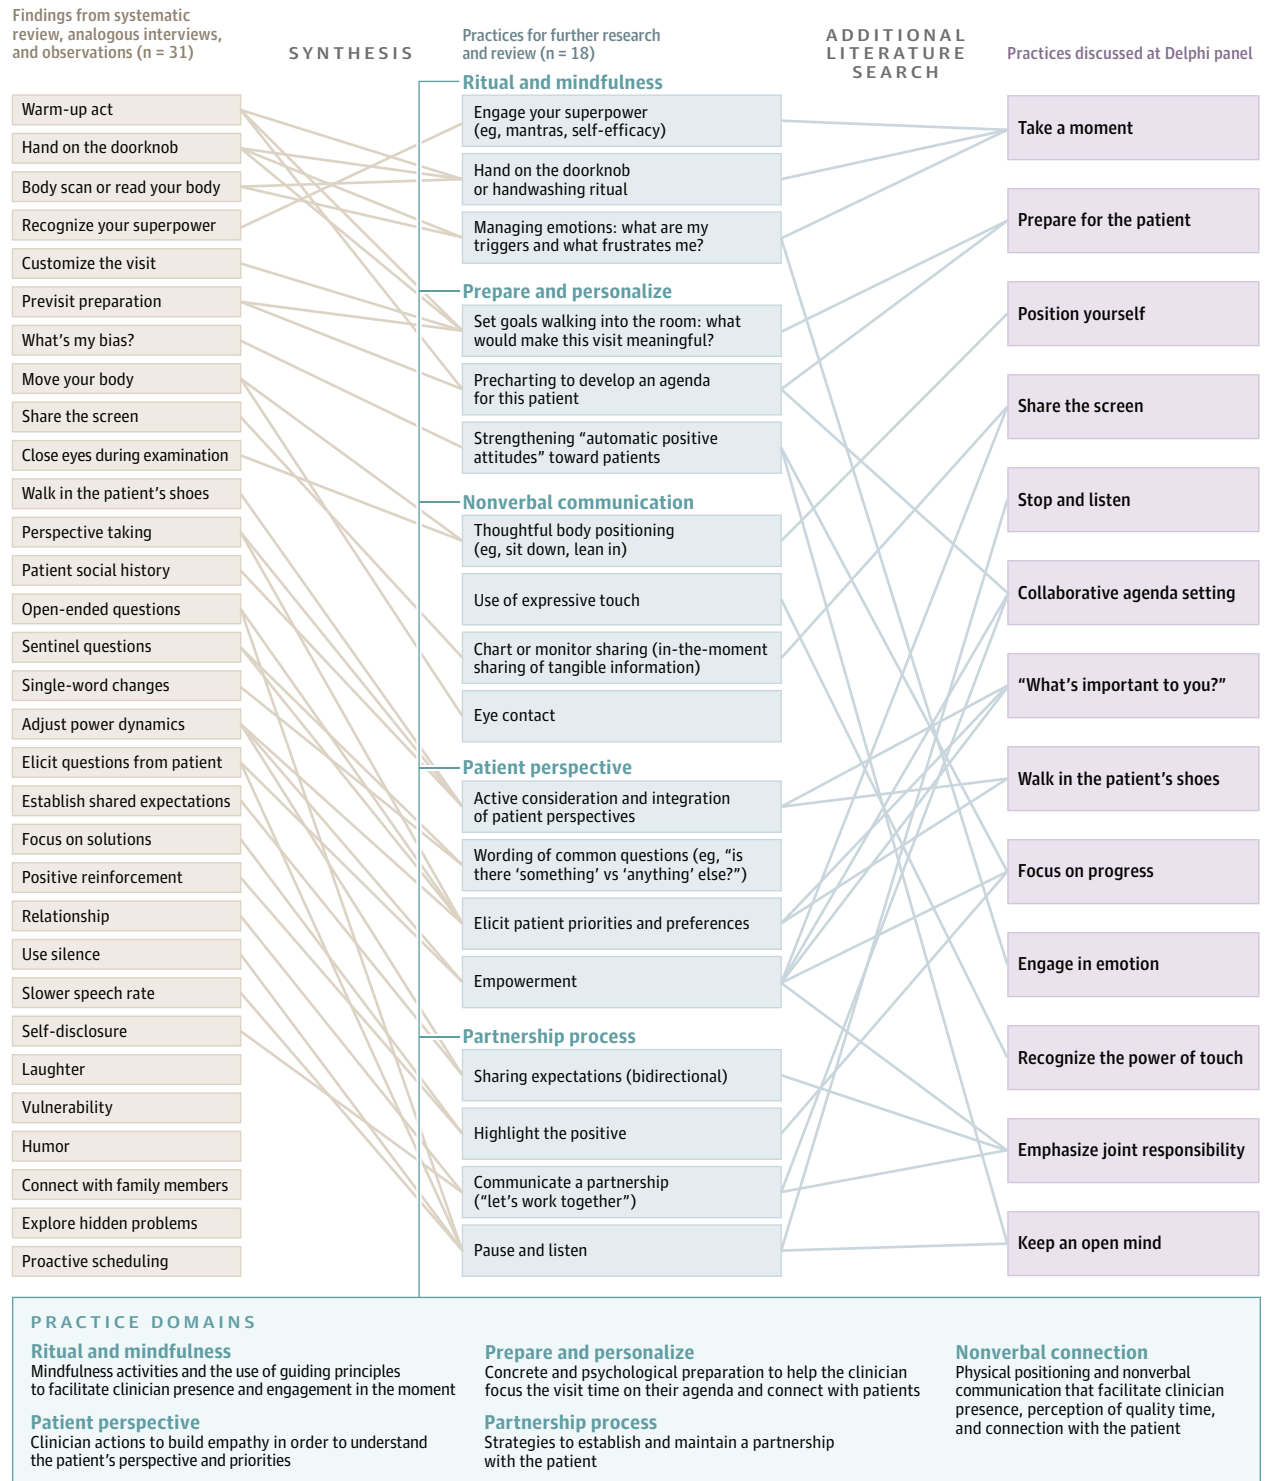 Findings from systematic
review, analogous interviews,
and observations (n = 31)
SYNTHESIS
Practices for further research
and review (n = 18)
ADDITIONAL
LITERATURE
SEARCH
Practices discussed at Delphi panel
Warm-up act
Hand on the doorknob
Body scan or read your body
Recognize your superpower
Customize the visit
Previsit preparation
What's my bias?
Move your body
Share the screen
Close eyes during examination
Walk in the patient's shoes
Perspective taking
Patient social history
Open-ended questions
Sentinel questions
Single-word changes
Adjust power dynamics
Elicit questions from patient
Establish shared expectations
Focus on solutions
Positive reinforcement
Relationship
Use silence
Slower speech rate
Self-disclosure
Laughter
Vulnerability
Humor
Connect with family members
Explore hidden problems
Proactive scheduling
Ritual and mindfulness
Engage your superpower
(eg, mantras, self-efficacy)
Hand on the doorknob
or handwashing ritual
Managing emotions: what are my
triggers and what frustrates me?
Prepare and personalize
Set goals walking into the room: what
would make this visit meaningful?
Precharting to develop an agenda
for this patient
Strengthening “automatic positive
attitudes” toward patients
Nonverbal communication
Thoughtful body positioning
(eg, sit down, lean in)
Use of expressive touch
Chart or monitor sharing (in-the-moment
sharing of tangible information)
Eye contact
Patient perspective
Active consideration and integration
of patient perspectives
Wording of common questions (eg, “is
there ‘something’ vs ‘anything’ else?”)
Elicit patient priorities and preferences
Empowerment
Partnership process
Sharing expectations (bidirectional)
Highlight the positive
Communicate a partnership
(“let's work together”)
Pause and listen
Take a moment
Prepare for the patient
Position yourself
Share the screen
Stop and listen
Collaborative agenda setting
“What's important to you?”
Walk in the patient's shoes
Focus on progress
Engage in emotion
Recognize the power of touch
Emphasize joint responsibility
Keep an open mind
PRACTICE DOMAINS
Ritual and mindfulness
Mindfulness activities and the use of guiding principles
to facilitate clinician presence and engagement in the moment
Patient perspective
Clinician actions to build empathy in order to understand
the patient's perspective and priorities
Prepare and personalize
Concrete and psychological preparation to help the clinician
focus the visit time on their agenda and connect with patients
Partnership process
Strategies to establish and maintain a partnership
with the patient
Nonverbal connection
Physical positioning and nonverbal
communication that facilitate clinician
presence, perception of quality time,
and connection with the patient